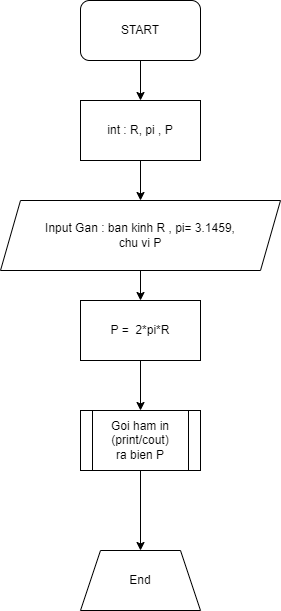 START
int : R, pi , P
Input Gan : ban kinh R , pi= 3.1459,
chu vi P
P = 2*pi*R
Goi ham in
(print/cout)
ra bien P
End